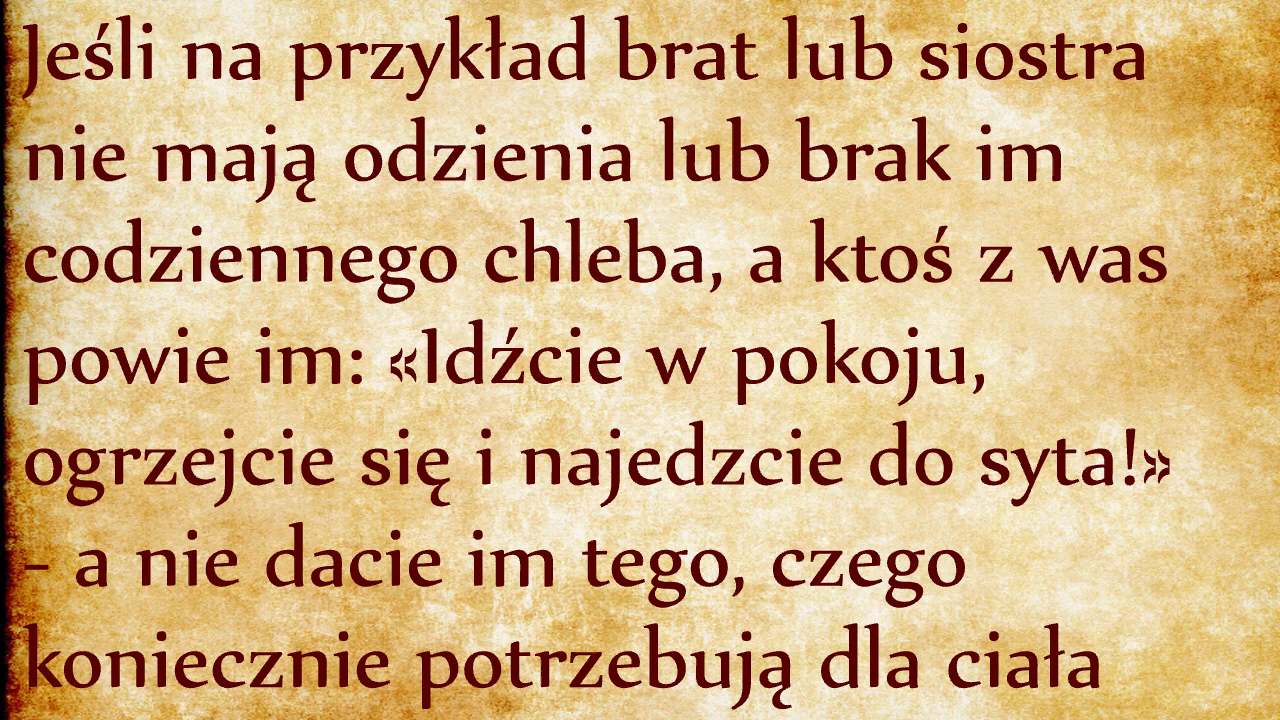 Jeśli na przykład brat lub siostra
nie mają odzienia lub brak im
codziennego chleba, a ktoś z was
powie im: «Idźcie w pokoju,
ogrzejcie się i najedzcie do syta!»
- a nie dacie im tego, czego
koniecznie potrzebują dla ciała